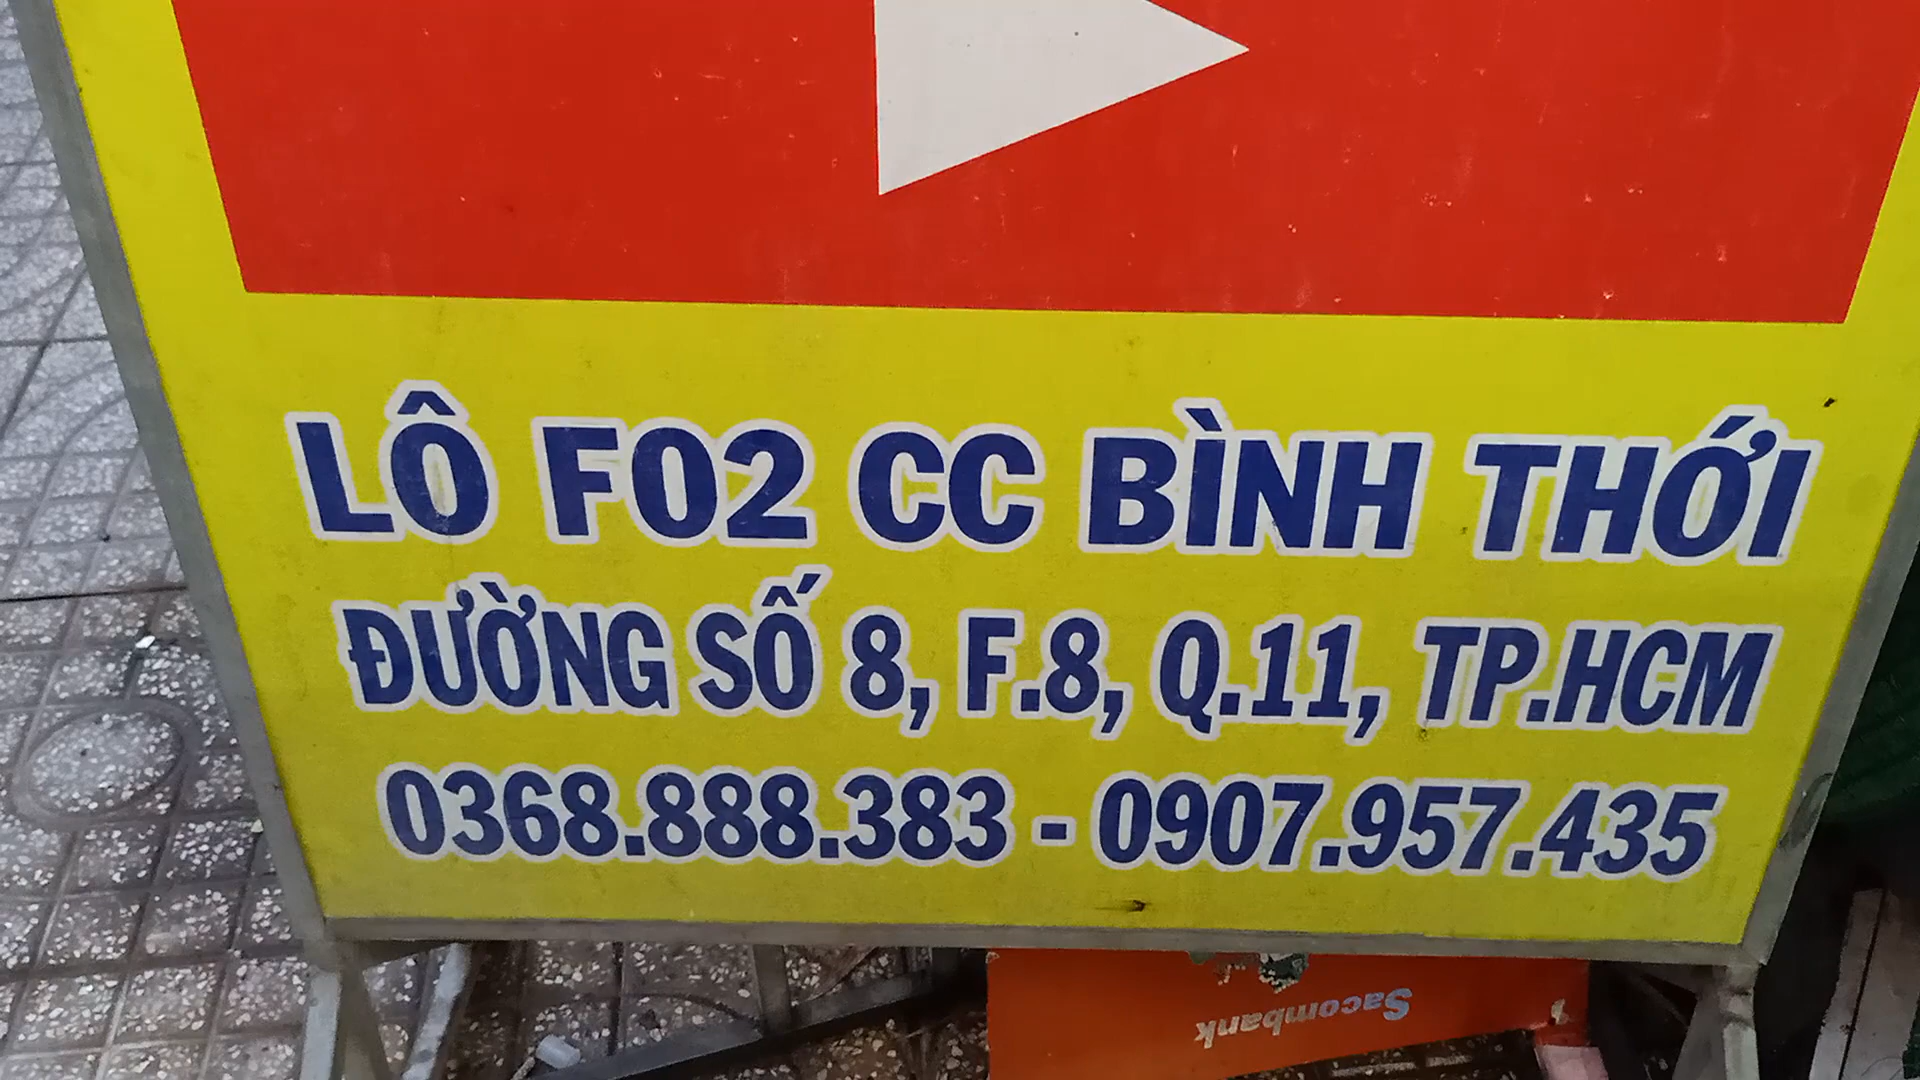 LÔ F02 CC BÌNH THỚI
ĐƯỜNG SỐ 8, F.8, Q.11, TP.HCM
0368.888.383 - 0907.957.435
Sacombank